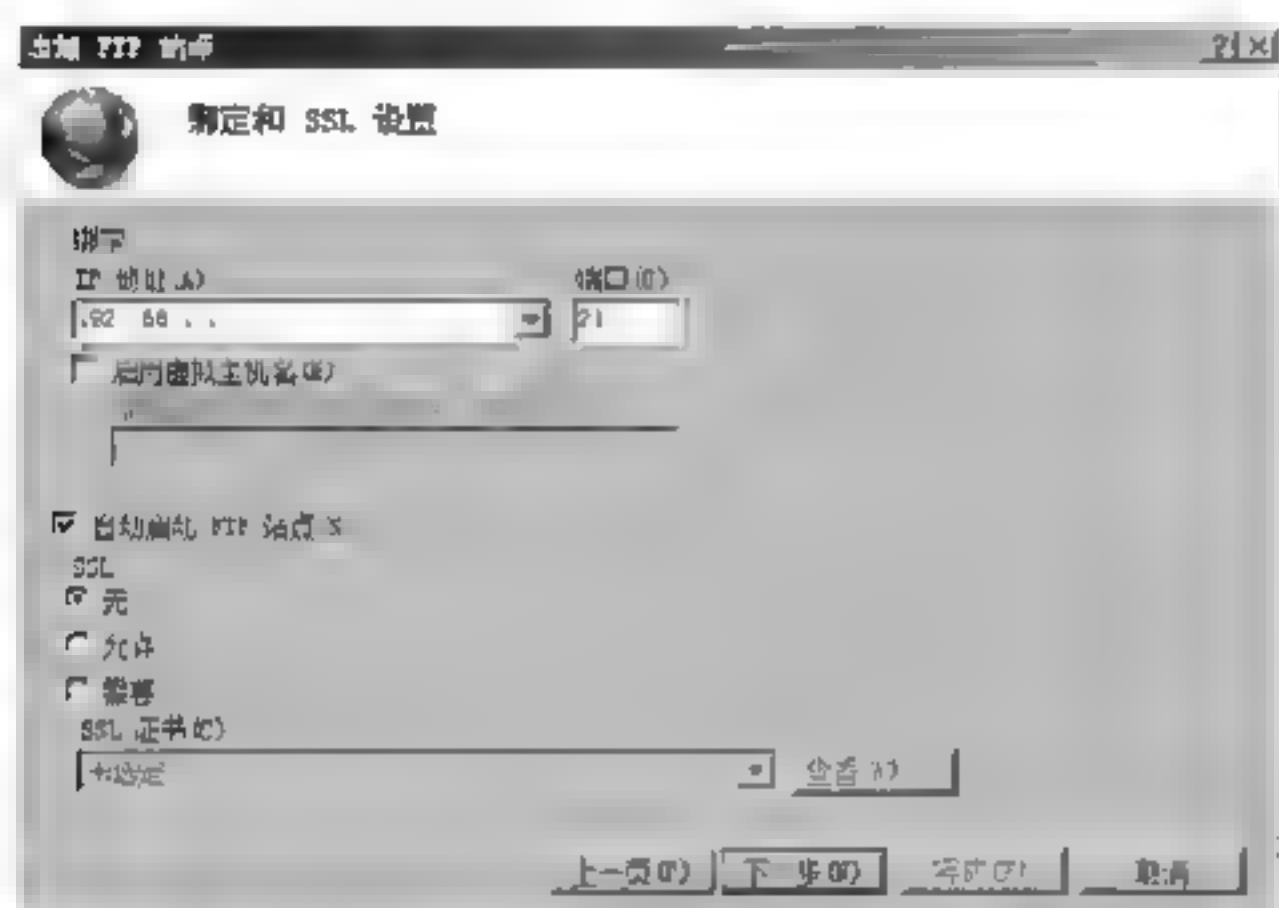 添加 FTP 站点
绑定和 SSL 设置
绑定
IP 地址(A)
端口(O)
21
启用虚拟主机名(E)
自动启动 FTP 站点
SSL
无
允许
需要
SSL 证书(C)
未选定
查看
上一页(P)
下一步(N)
完成(F)
取消